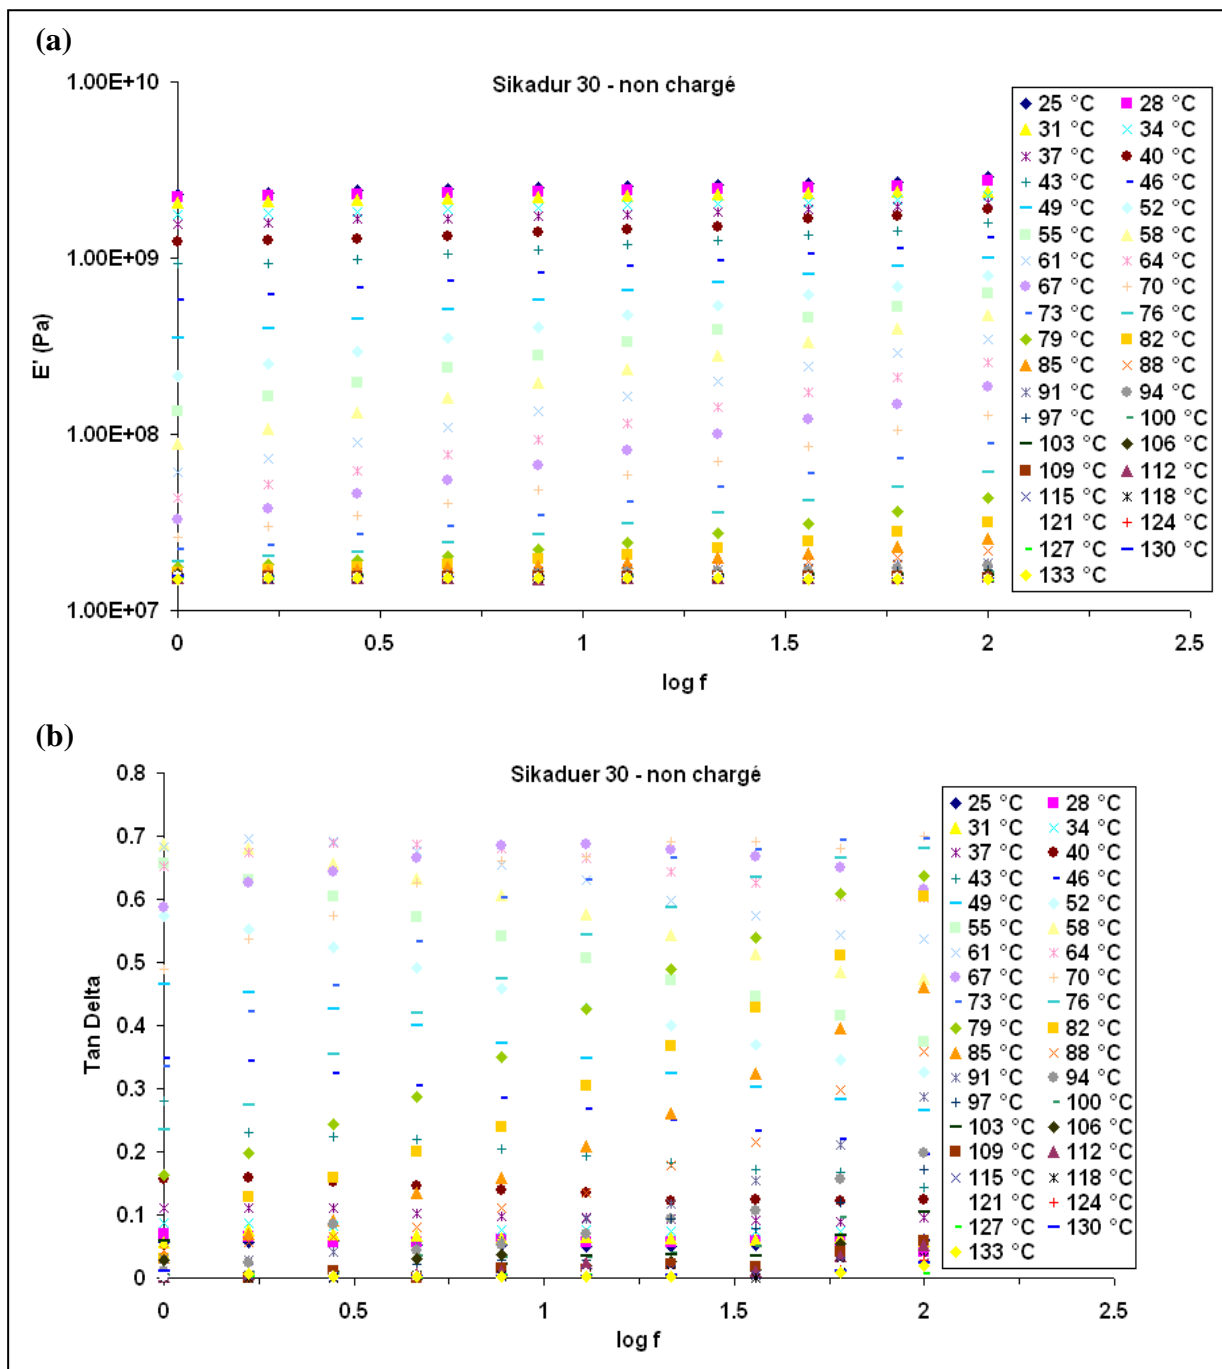 (a)
Sikadur 30 - non chargé
1.00E+10
1.00E+09
1.00E+08
1.00E+07
E' (Pa)
0 0.5 1 1.5 2 2.5
log f
25 °C 28 °C
31 °C 34 °C
37 °C 40 °C
43 °C 46 °C
49 °C 52 °C
55 °C 58 °C
61 °C 64 °C
67 °C 70 °C
73 °C 76 °C
79 °C 82 °C
85 °C 88 °C
91 °C 94 °C
97 °C 100 °C
103 °C 106 °C
109 °C 112 °C
115 °C 118 °C
121 °C 124 °C
127 °C 130 °C
133 °C
(b)
Sikaduer 30 - non chargé
0.8
0.7
0.6
0.5
0.4
0.3
0.2
0.1
0
Tan Delta
0 0.5 1 1.5 2 2.5
log f
25 °C 28 °C
31 °C 34 °C
37 °C 40 °C
43 °C 46 °C
49 °C 52 °C
55 °C 58 °C
61 °C 64 °C
67 °C 70 °C
73 °C 76 °C
79 °C 82 °C
85 °C 88 °C
91 °C 94 °C
97 °C 100 °C
103 °C 106 °C
109 °C 112 °C
115 °C 118 °C
121 °C 124 °C
127 °C 130 °C
133 °C